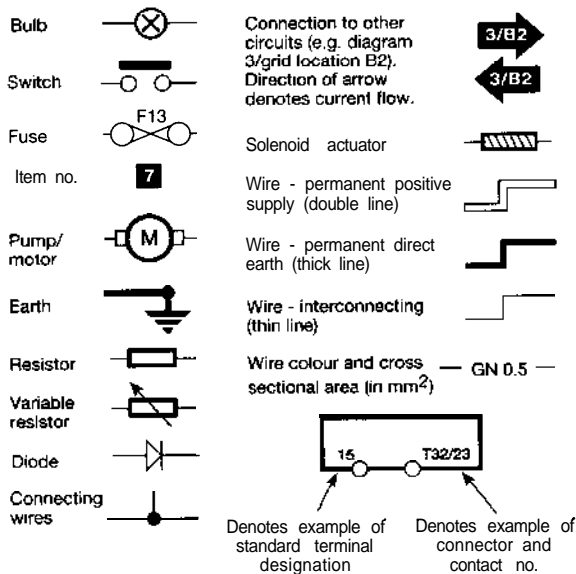 Bulb
Switch
F13
Fuse
Item no.
7
Pump/
motor
M
Earth
Resistor
Variable
resistor
Diode
Connecting
wires
Connection to other
circuits (e.g. diagram
3/grid location B2).
Direction of arrow
denotes current flow.
3/B2
3/B2
Solenoid actuator
Wire - permanent positive
supply (double line)
Wire - permanent direct
earth (thick line)
Wire - interconnecting
(thin line)
Wire colour and cross
sectional area (in mm²)
GN 0.5
15
T32/23
Denotes example of
standard terminal
designation
Denotes example of
connector and
contact no.